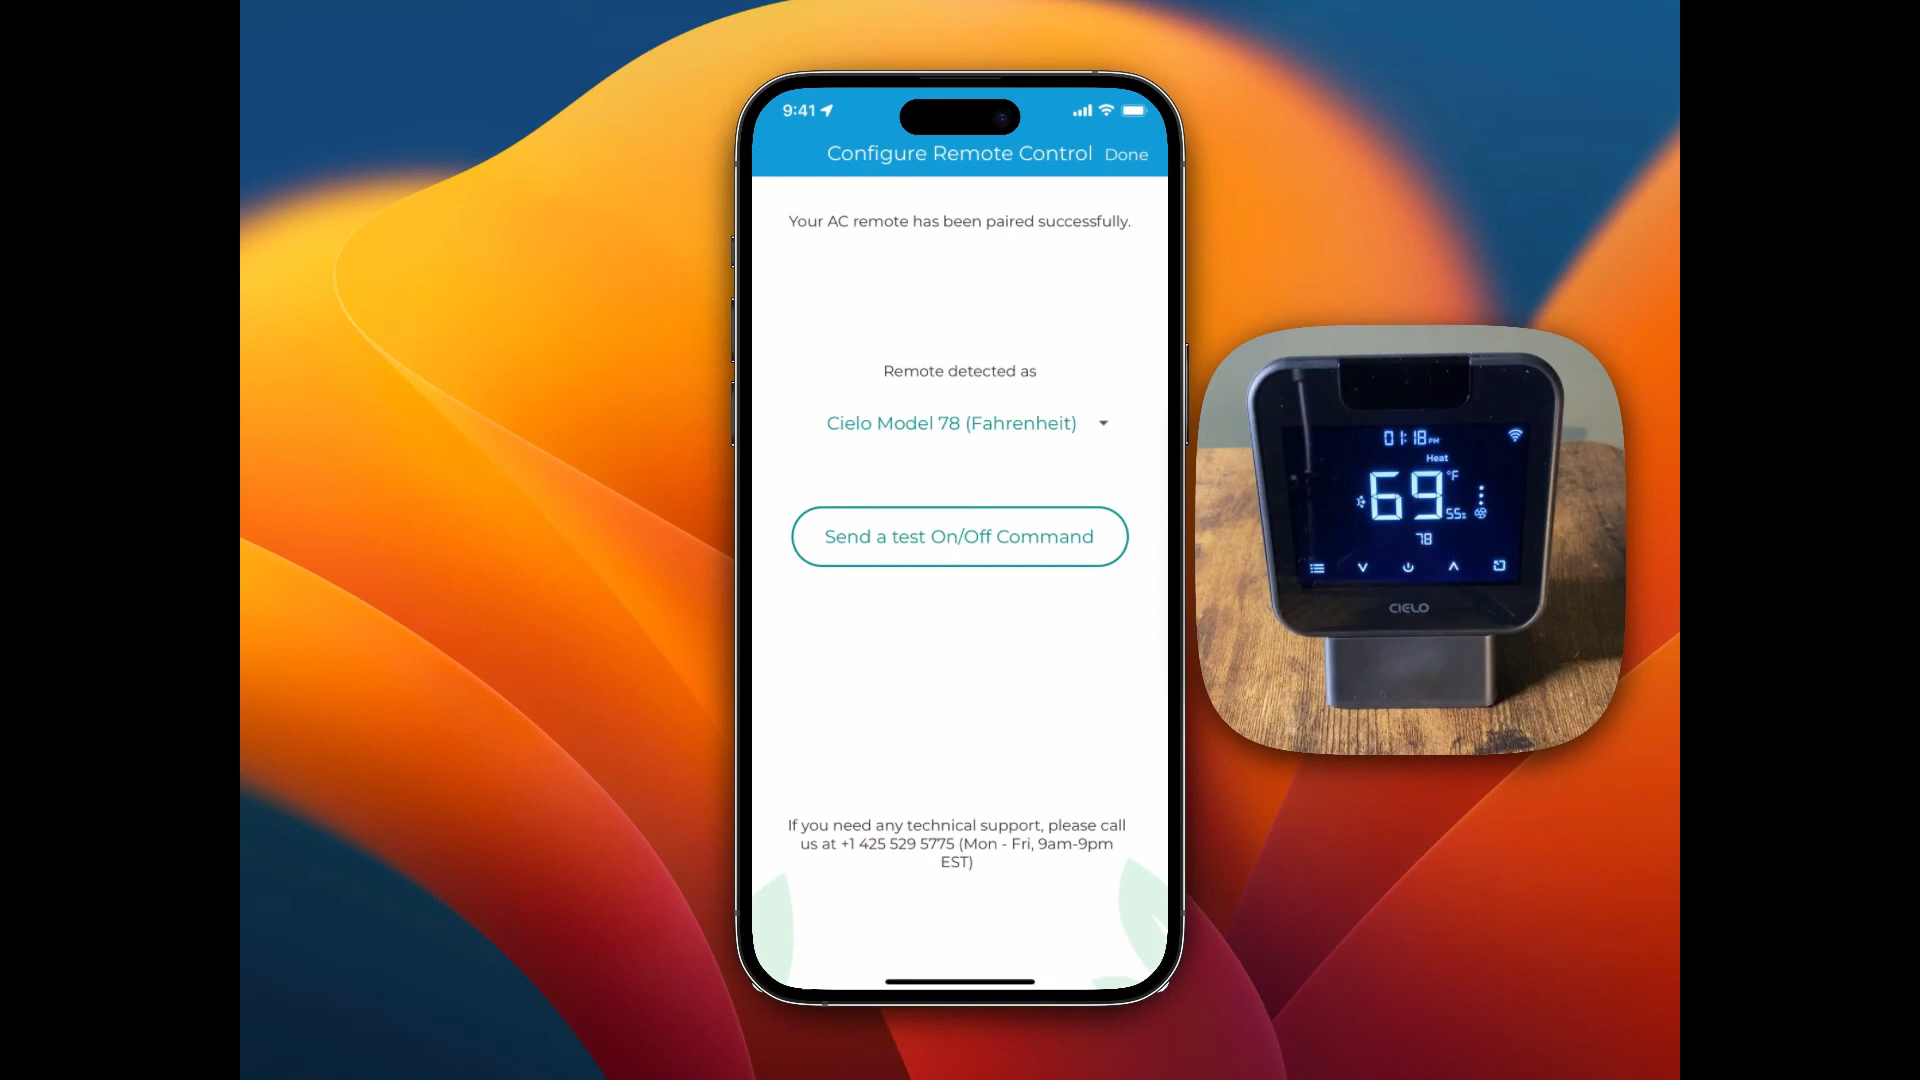 9:41
Configure Remote Control Done
Your AC remote has been paired successfully.
Remote detected as
Cielo Model 78 (Fahrenheit)
Send a test On/Off Command
If you need any technical support, please call
us at +1 425 529 5775 (Mon - Fri, 9am-9pm
EST)
01:18 PM
Heat
69 °F
55%
78
CIELO